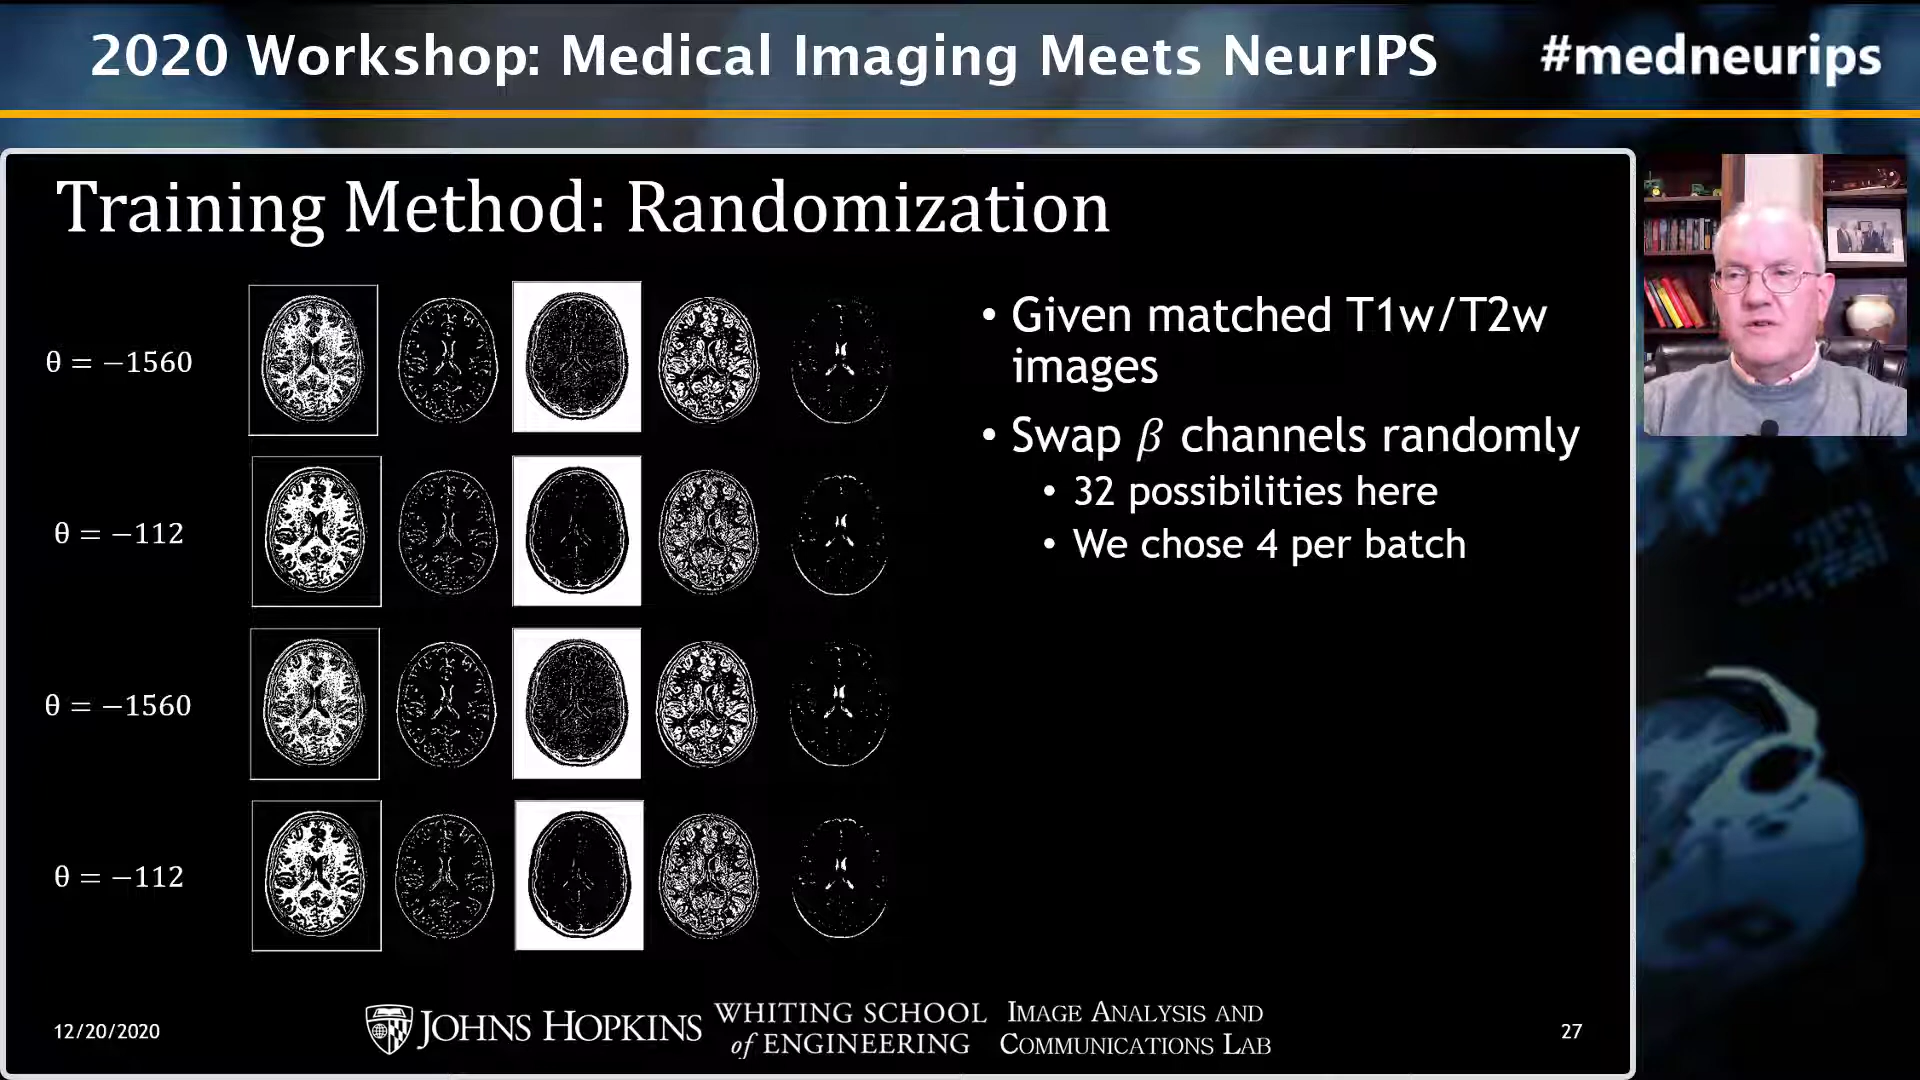 2020 Workshop: Medical Imaging Meets NeurIPS
#medneurips
Training Method: Randomization
θ = −1560
θ = −112
θ = −1560
θ = −112
• Given matched T1w/T2w
images
• Swap β channels randomly
• 32 possibilities here
• We chose 4 per batch
12/20/2020
JOHNS HOPKINS
WHITING SCHOOL
of ENGINEERING
IMAGE ANALYSIS AND
COMMUNICATIONS LAB
27